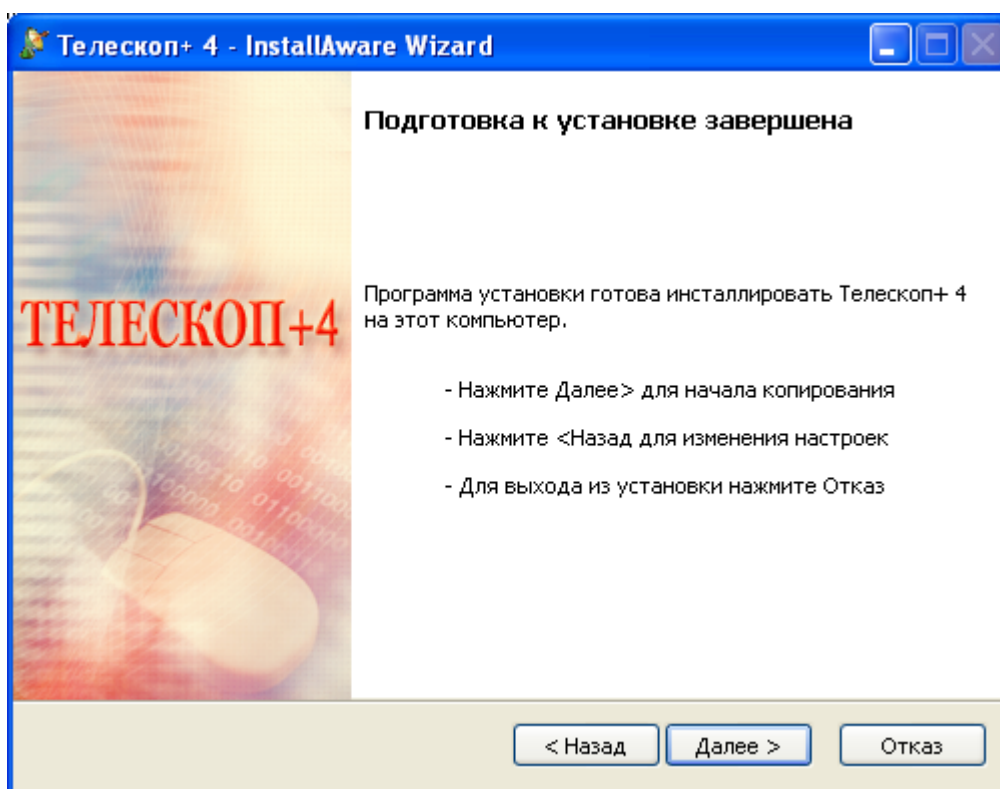 Телескоп+ 4 - InstallAware Wizard
Подготовка к установке завершена
ТЕЛЕСКОП+4
Программа установки готова инсталлировать Телескоп+ 4
на этот компьютер.
- Нажмите Далее> для начала копирования
- Нажмите <Назад для изменения настроек
- Для выхода из установки нажмите Отказ
< Назад
Далее >
Отказ